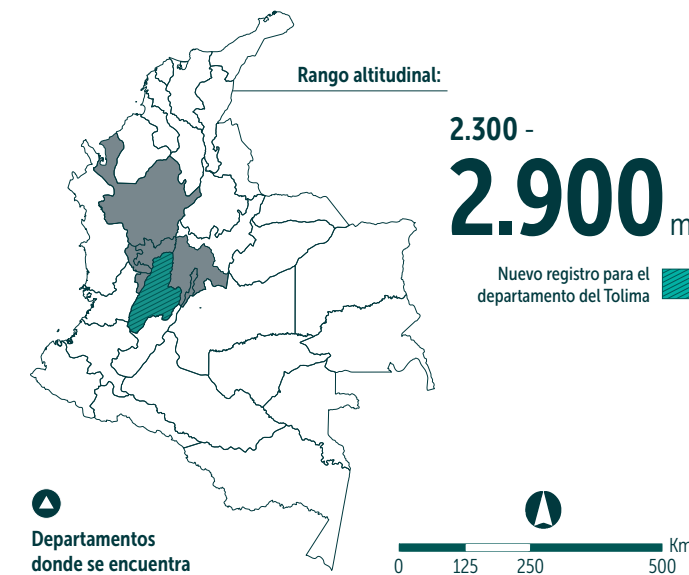 Rango altitudinal:
2.300 -
2.900 m
Nuevo registro para el
departamento del Tolima
Departamentos
donde se encuentra
Km
0 125 250 500